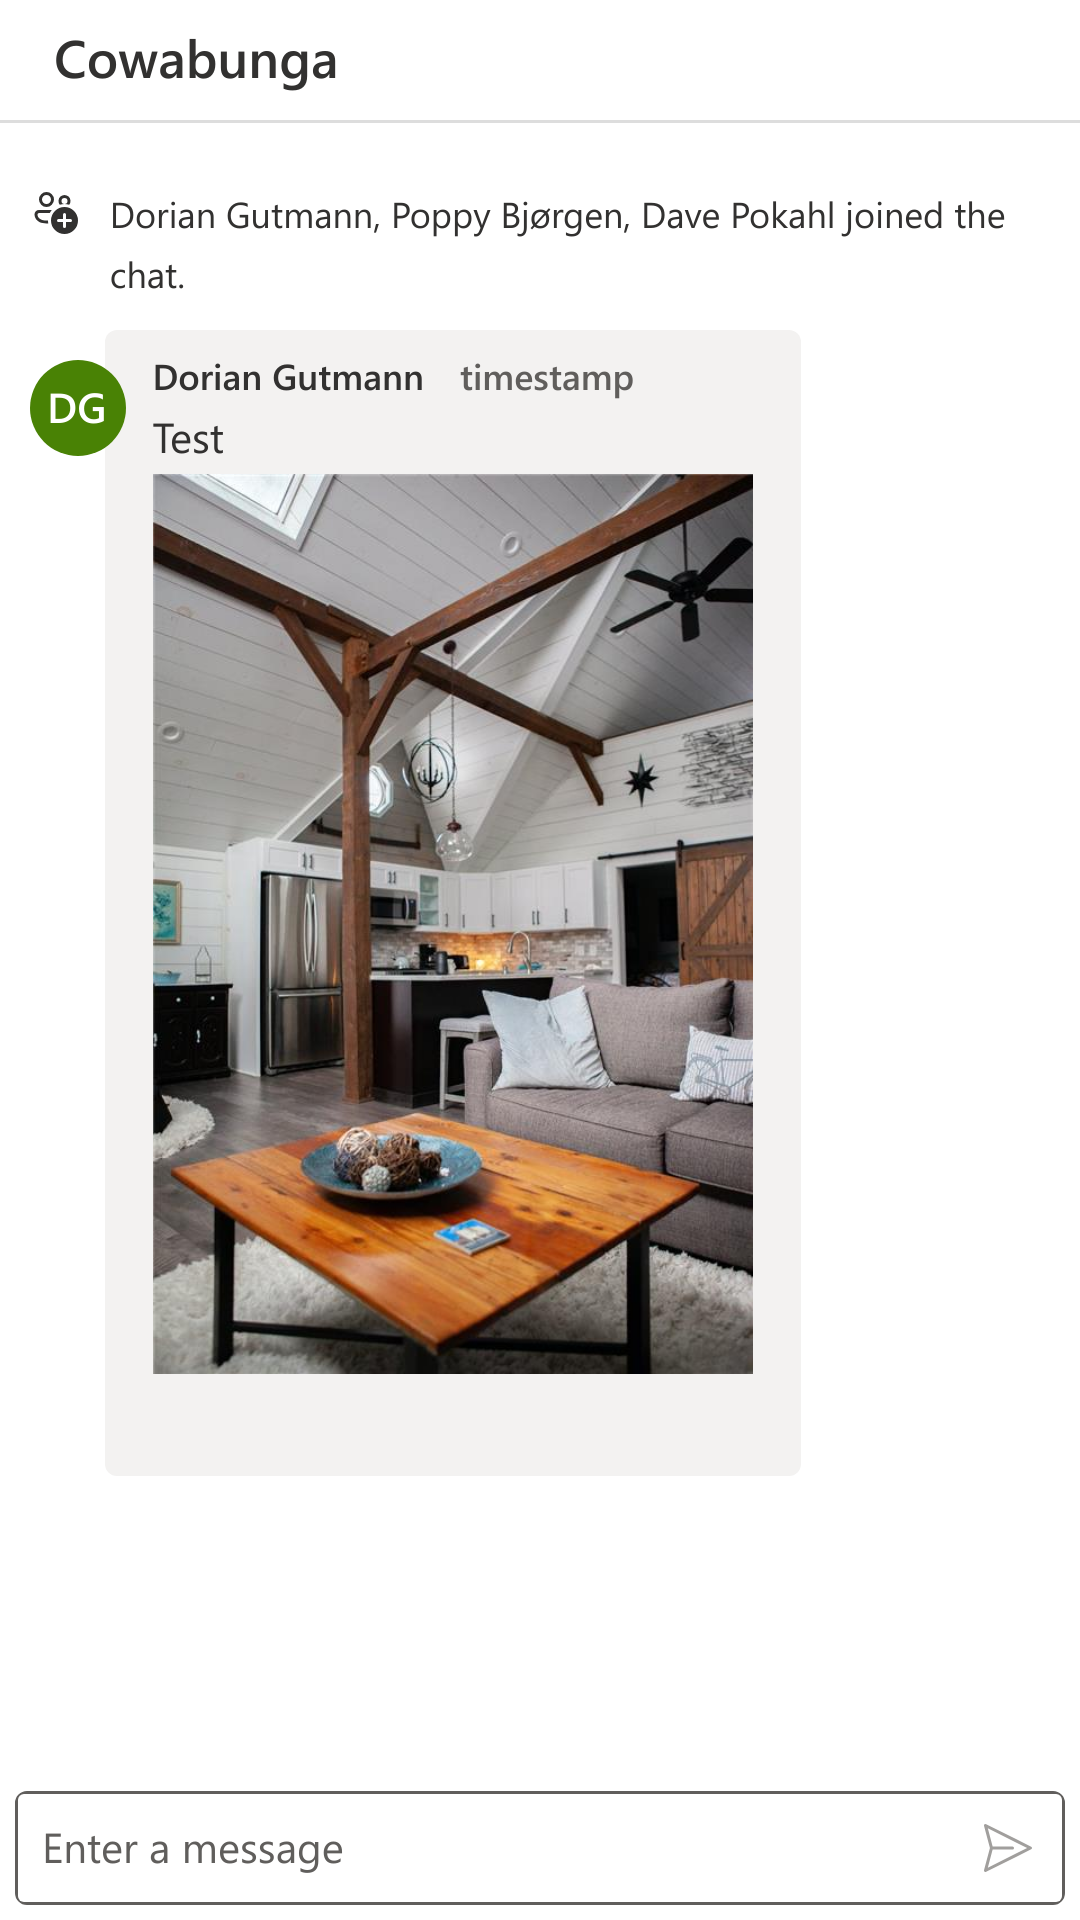 Cowabunga
Dorian Gutmann, Poppy Bjørgen, Dave Pokahl joined the
chat.
DG
Dorian Gutmann timestamp
Test
Enter a message